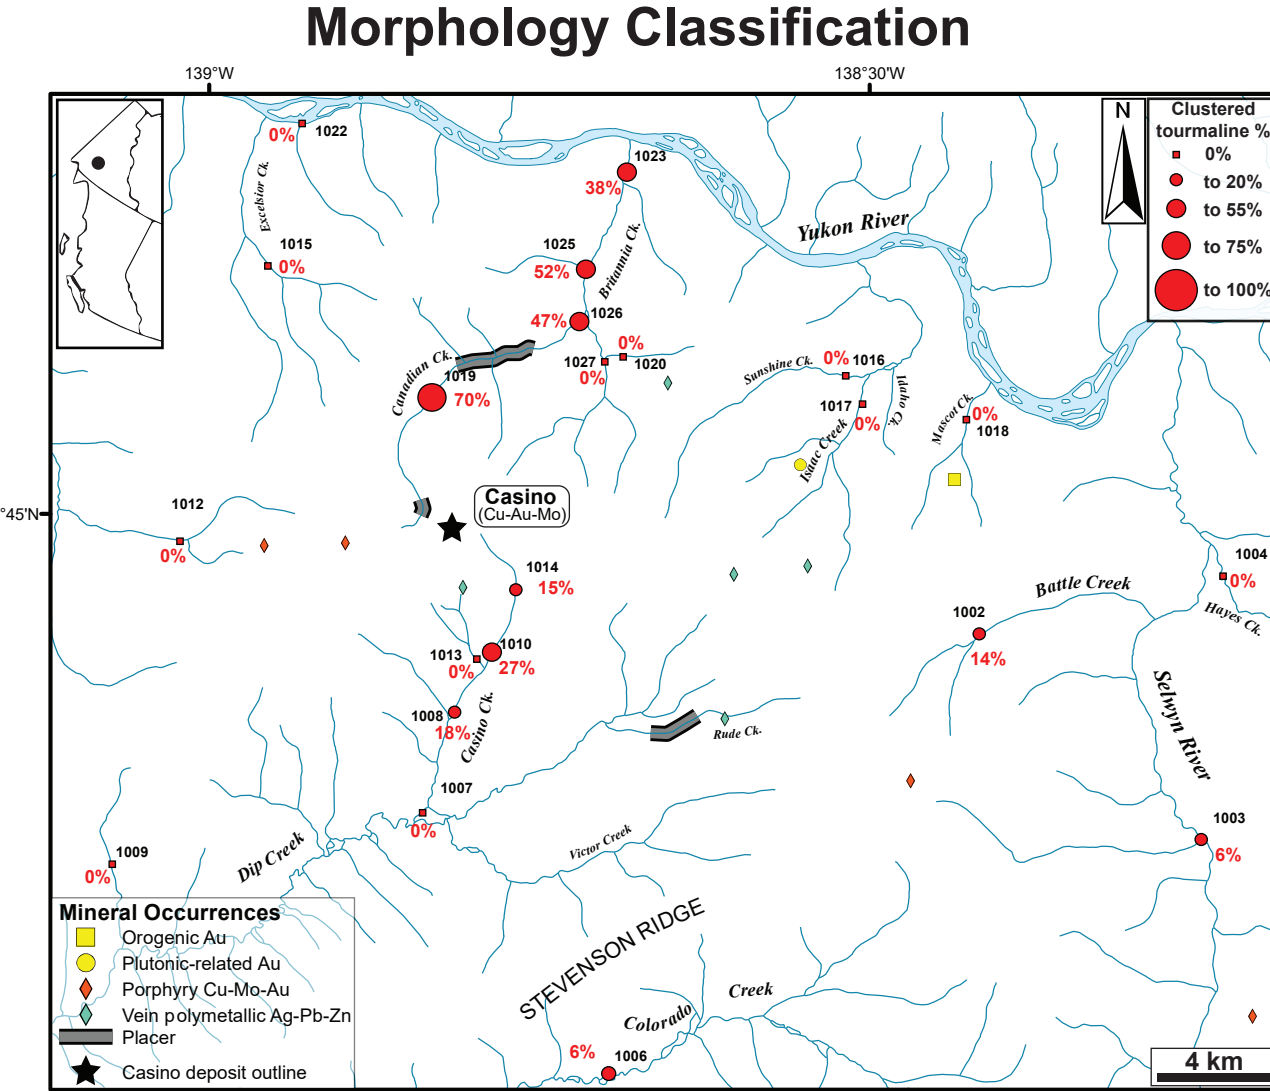 Morphology Classification
139°W
138°30'W
N
Clustered
tourmaline %
0%
to 20%
to 55%
to 75%
to 100%
0%
1022
1023
38%
Excelsior Ck.
1015
0%
1025
52%
Britannia Ck.
Yukon River
1026
47%
0%
1027
1020
0%
Canadian Ck.
1019
70%
Sunshine Ck.
0%
1016
1017
0%
Idaho Ck.
Isaac Creek
Mascot Ck.
0%
1018
°45'N
1012
0%
Casino
(Cu-Au-Mo)
1014
15%
1004
0%
Hayes Ck.
Battle Creek
1002
14%
1013
0%
1010
27%
1008
18%
Casino Ck.
Rude Ck.
Selwyn River
1007
0%
1003
6%
Dip Creek
Victor Creek
1009
0%
STEVENSON RIDGE
Colorado
Creek
6%
1006
Mineral Occurrences
Orogenic Au
Plutonic-related Au
Porphyry Cu-Mo-Au
Vein polymetallic Ag-Pb-Zn
Placer
Casino deposit outline
4 km